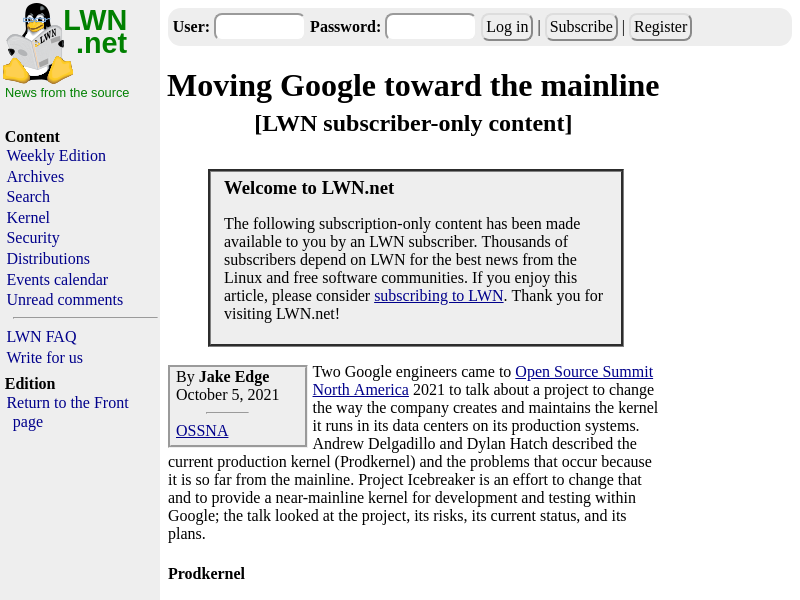 LWN
.net
News from the source
Content
Weekly Edition
Archives
Search
Kernel
Security
Distributions
Events calendar
Unread comments
LWN FAQ
Write for us
Edition
Return to the Front
page
User: Password: Log in | Subscribe | Register
Moving Google toward the mainline
[LWN subscriber-only content]
Welcome to LWN.net
The following subscription-only content has been made
available to you by an LWN subscriber. Thousands of
subscribers depend on LWN for the best news from the
Linux and free software communities. If you enjoy this
article, please consider subscribing to LWN. Thank you for
visiting LWN.net!
By Jake Edge
October 5, 2021
OSSNA
Two Google engineers came to Open Source Summit
North America 2021 to talk about a project to change
the way the company creates and maintains the kernel
it runs in its data centers on its production systems.
Andrew Delgadillo and Dylan Hatch described the
current production kernel (Prodkernel) and the problems that occur because
it is so far from the mainline. Project Icebreaker is an effort to change that
and to provide a near-mainline kernel for development and testing within
Google; the talk looked at the project, its risks, its current status, and its
plans.
Prodkernel